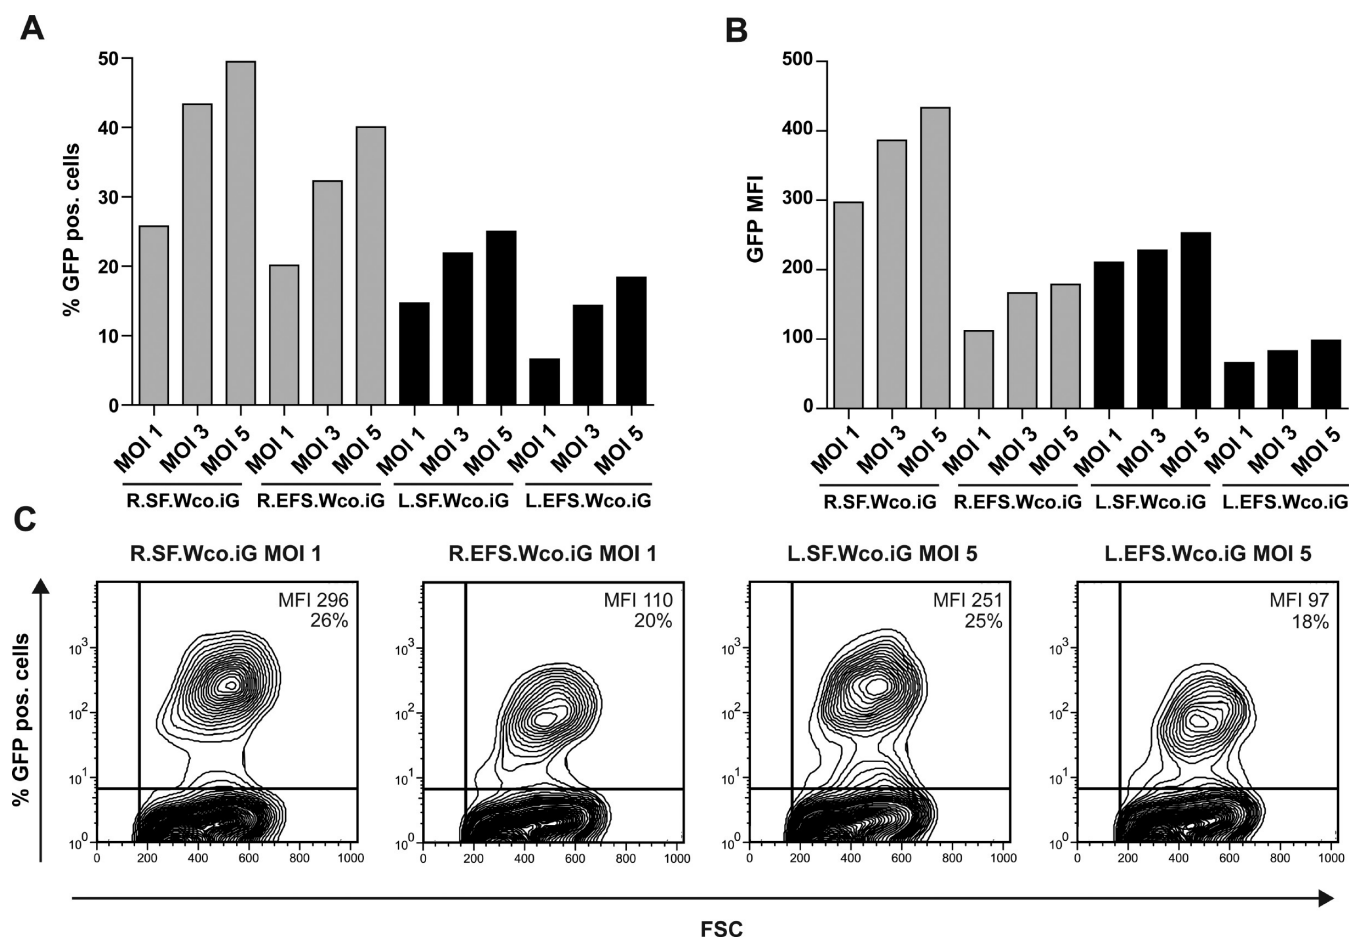 A
% GFP pos. cells
50
40
30
20
10
0
MOI 1
MOI 3
MOI 5
MOI 1
MOI 3
MOI 5
MOI 1
MOI 3
MOI 5
MOI 1
MOI 3
MOI 5
R.SF.Wco.iG
R.EFS.Wco.iG
L.SF.Wco.iG
L.EFS.Wco.iG
B
GFP MFI
500
400
300
200
100
0
MOI 1
MOI 3
MOI 5
MOI 1
MOI 3
MOI 5
MOI 1
MOI 3
MOI 5
MOI 1
MOI 3
MOI 5
R.SF.Wco.iG
R.EFS.Wco.iG
L.SF.Wco.iG
L.EFS.Wco.iG
C
% GFP pos. cells
R.SF.Wco.iG MOI 1
MFI 296
26%
10³
10²
10¹
10⁰
0 200 400 600 800 1000
R.EFS.Wco.iG MOI 1
MFI 110
20%
10³
10²
10¹
10⁰
0 200 400 600 800 1000
L.SF.Wco.iG MOI 5
MFI 251
25%
10³
10²
10¹
10⁰
0 200 400 600 800 1000
L.EFS.Wco.iG MOI 5
MFI 97
18%
10³
10²
10¹
10⁰
0 200 400 600 800 1000
FSC